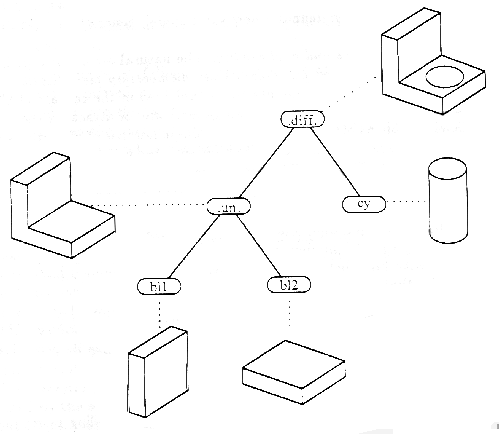 .diff.
.un.
cy
bl1
bl2